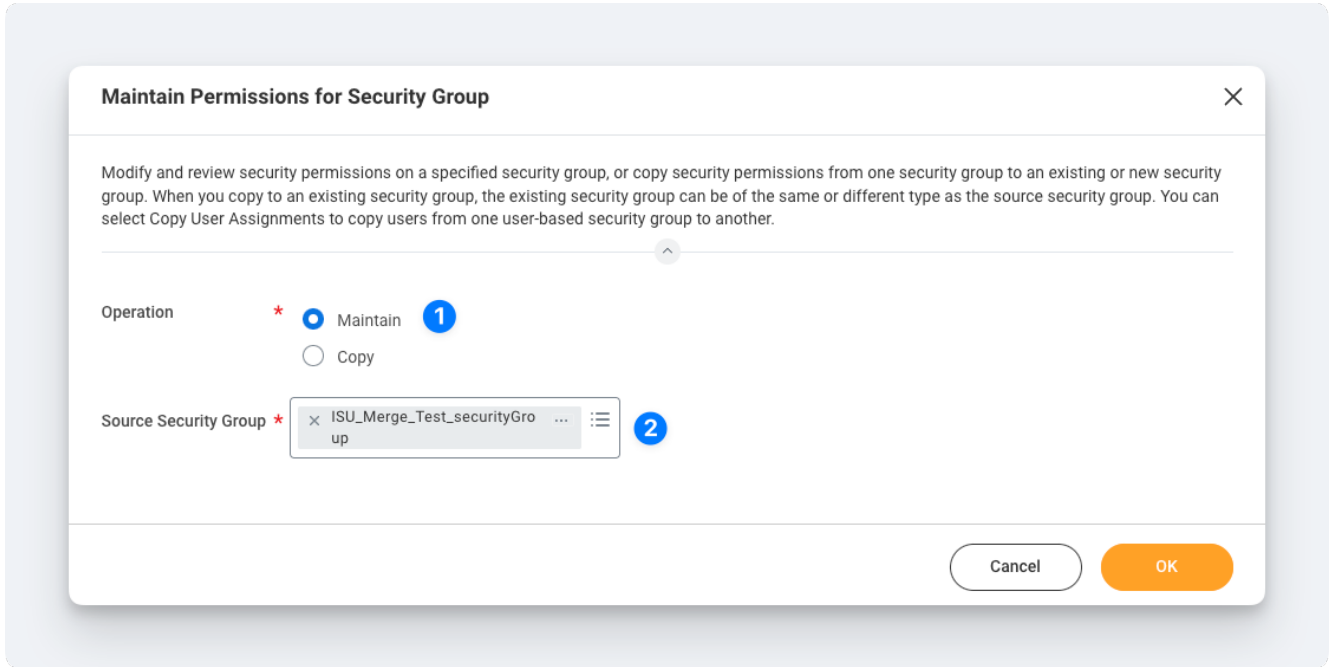 Maintain Permissions for Security Group
Modify and review security permissions on a specified security group, or copy security permissions from one security group to an existing or new security
group. When you copy to an existing security group, the existing security group can be of the same or different type as the source security group. You can
select Copy User Assignments to copy users from one user-based security group to another.
Operation * Maintain 1
Copy
Source Security Group * ISU_Merge_Test_securityGro ...
up
2
Cancel OK